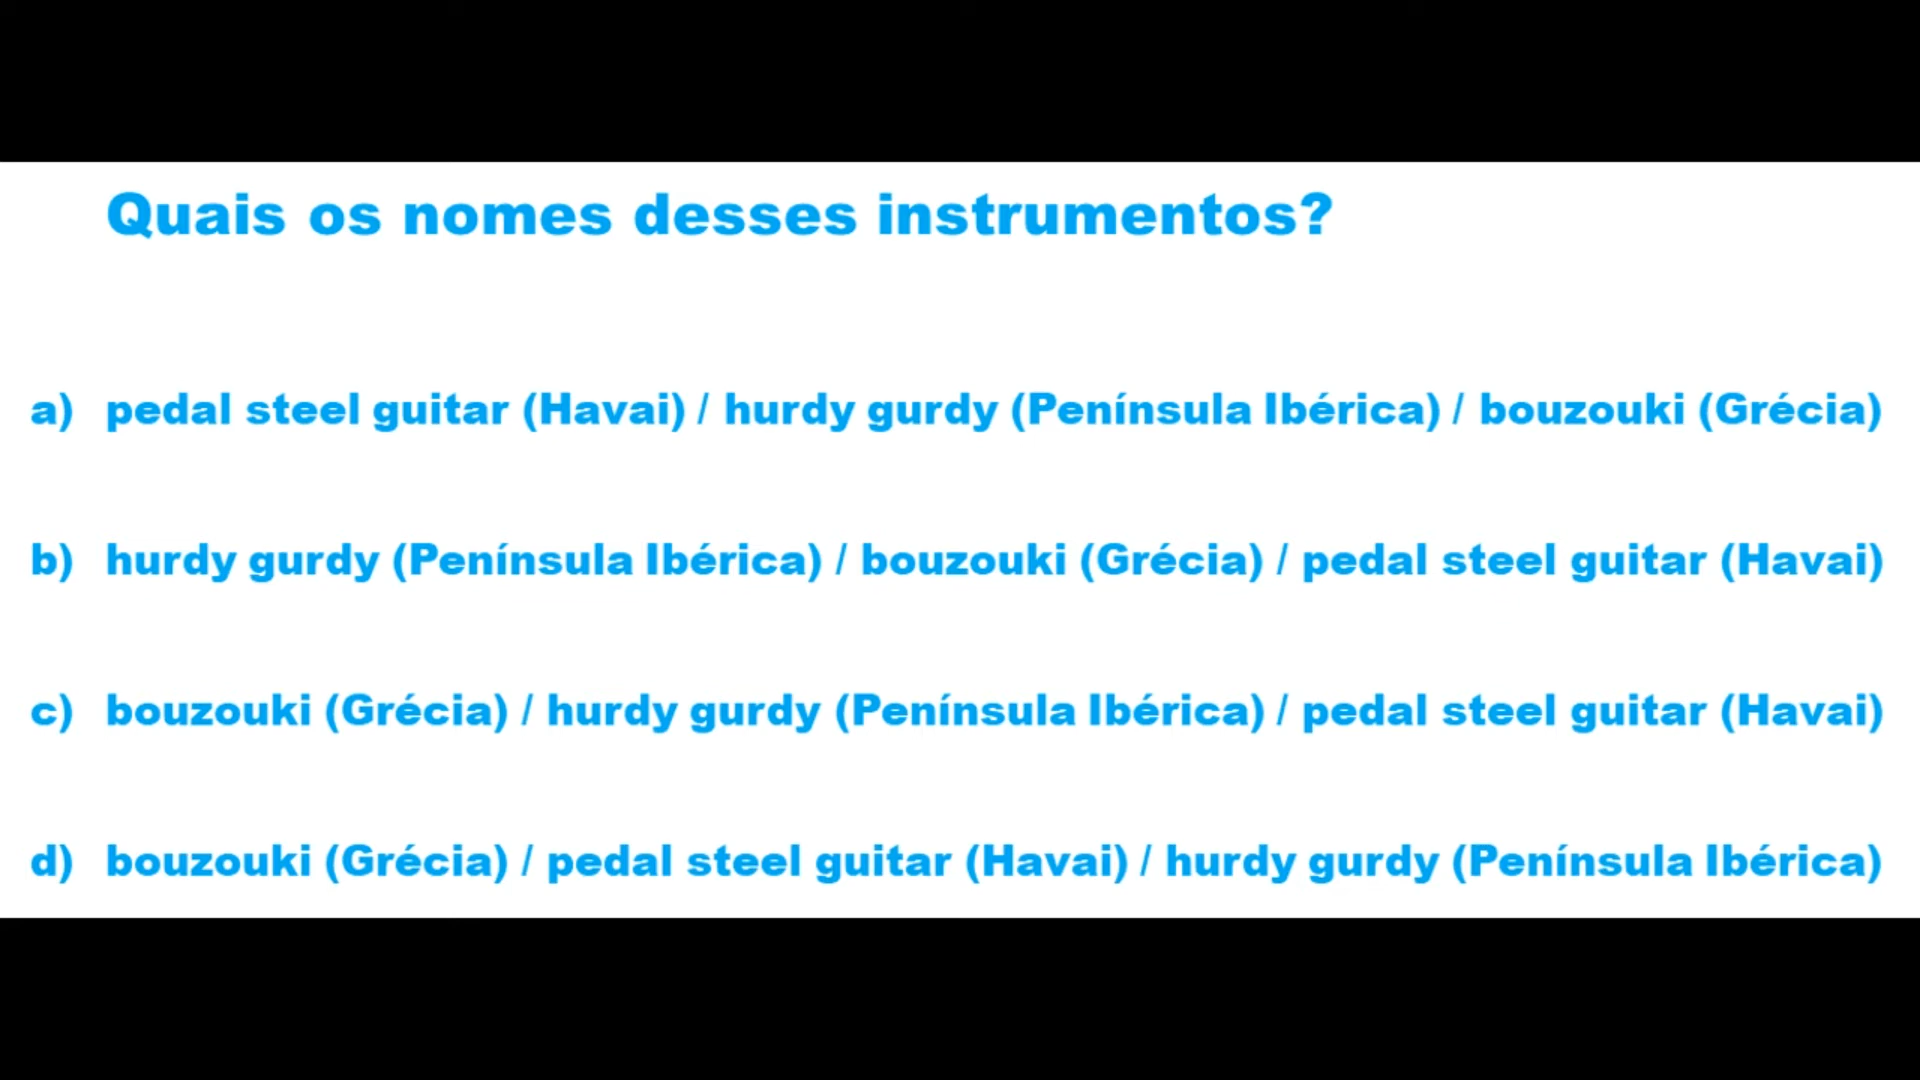 Quais os nomes desses instrumentos?
a) pedal steel guitar (Havai) / hurdy gurdy (Península Ibérica) / bouzouki (Grécia)
b) hurdy gurdy (Península Ibérica) / bouzouki (Grécia) / pedal steel guitar (Havai)
c) bouzouki (Grécia) / hurdy gurdy (Península Ibérica) / pedal steel guitar (Havai)
d) bouzouki (Grécia) / pedal steel guitar (Havai) / hurdy gurdy (Península Ibérica)